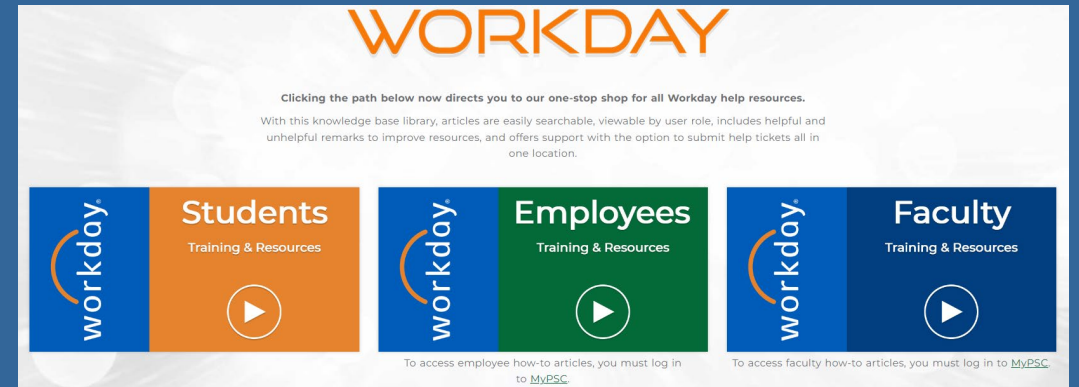 WORKDAY
Clicking the path below now directs you to our one-stop shop for all Workday help resources.
With this knowledge base library, articles are easily searchable, viewable by user role, includes helpful and
unhelpful remarks to improve resources, and offers support with the option to submit help tickets all in
one location.
workday®
Students
Training & Resources
workday®
Employees
Training & Resources
workday®
Faculty
Training & Resources
To access employee how-to articles, you must log in
to MyPSC.
To access faculty how-to articles, you must log in to MyPSC.